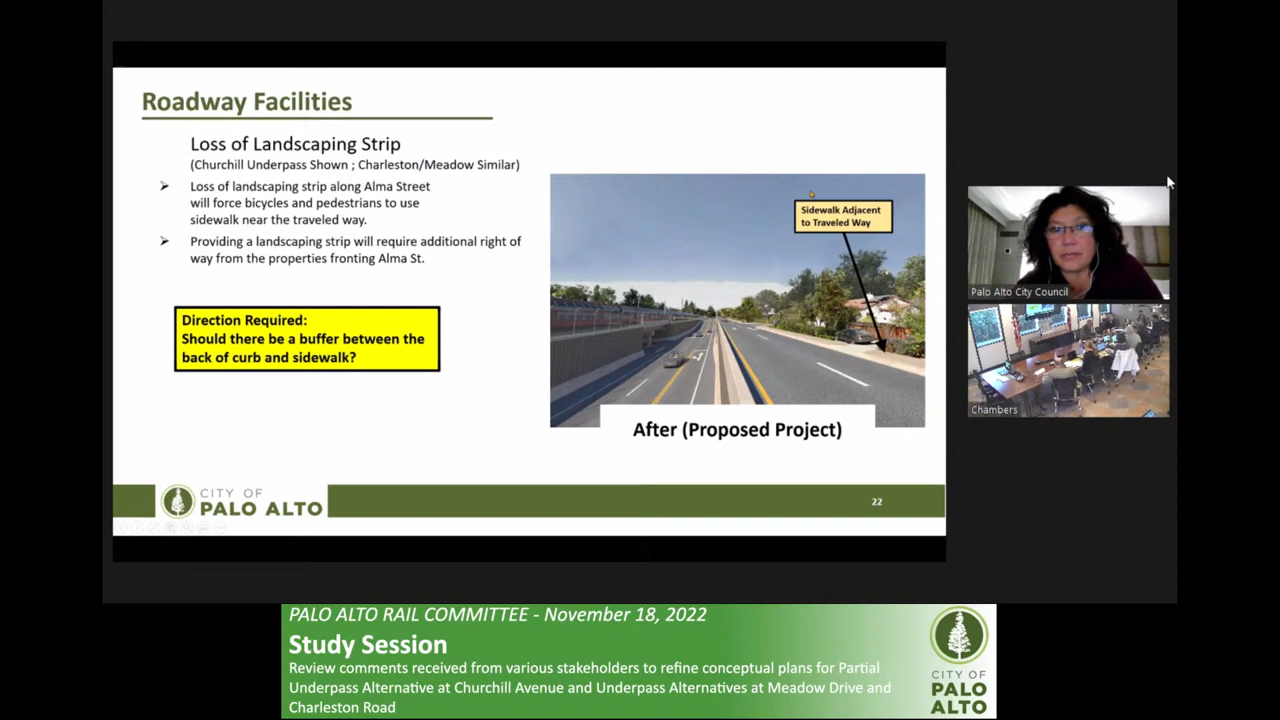 Roadway Facilities
Loss of Landscaping Strip
(Churchill Underpass Shown ; Charleston/Meadow Similar)
➢ Loss of landscaping strip along Alma Street
will force bicycles and pedestrians to use
sidewalk near the traveled way.
➢ Providing a landscaping strip will require additional right of
way from the properties fronting Alma St.
Direction Required:
Should there be a buffer between the
back of curb and sidewalk?
Sidewalk Adjacent
to Traveled Way
After (Proposed Project)
CITY OF
PALO ALTO
22
Palo Alto City Council
Chambers
PALO ALTO RAIL COMMITTEE - November 18, 2022
Study Session
Review comments received from various stakeholders to refine conceptual plans for Partial
Underpass Alternative at Churchill Avenue and Underpass Alternatives at Meadow Drive and
Charleston Road
CITY OF
PALO
ALTO